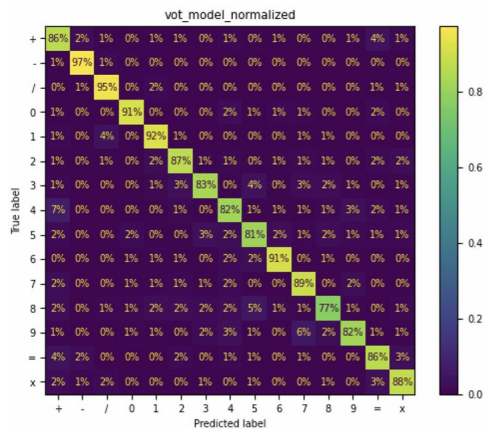 vot_model_normalized
+ 86% 2% 1% 0% 1% 1% 0% 1% 0% 1% 0% 0% 1% 4% 1%
- 1% 97% 1% 0% 0% 0% 0% 0% 0% 0% 0% 0% 0% 0% 0%
/ 0% 1% 95% 0% 2% 0% 0% 0% 0% 0% 0% 0% 0% 1% 1%
0 1% 0% 0% 91% 0% 0% 0% 2% 1% 1% 1% 0% 0% 2% 0%
1 1% 0% 4% 0% 92% 1% 0% 0% 0% 0% 1% 1% 0% 0% 0%
2 1% 0% 1% 0% 2% 87% 1% 1% 0% 1% 1% 1% 0% 2% 2%
3 1% 0% 0% 0% 1% 3% 83% 0% 4% 0% 3% 2% 1% 0% 1%
4 7% 0% 0% 0% 0% 1% 0% 82% 1% 1% 1% 1% 3% 2% 1%
5 2% 0% 0% 2% 0% 0% 3% 2% 81% 2% 1% 2% 1% 1% 1%
6 0% 0% 0% 1% 1% 0% 1% 2% 2% 91% 0% 1% 0% 0% 0%
7 2% 0% 0% 0% 1% 1% 1% 0% 0% 0% 89% 0% 2% 0% 0%
8 2% 0% 1% 1% 2% 2% 2% 2% 5% 1% 1% 77% 1% 0% 1%
9 1% 0% 0% 1% 1% 0% 2% 3% 1% 0% 6% 2% 82% 1% 1%
= 4% 2% 0% 0% 0% 2% 0% 1% 1% 0% 1% 0% 0% 86% 3%
x 2% 1% 2% 0% 0% 0% 1% 0% 1% 0% 0% 1% 0% 3% 88%
+ - / 0 1 2 3 4 5 6 7 8 9 = x
Predicted label
True label
0.8
0.6
0.4
0.2
0.0